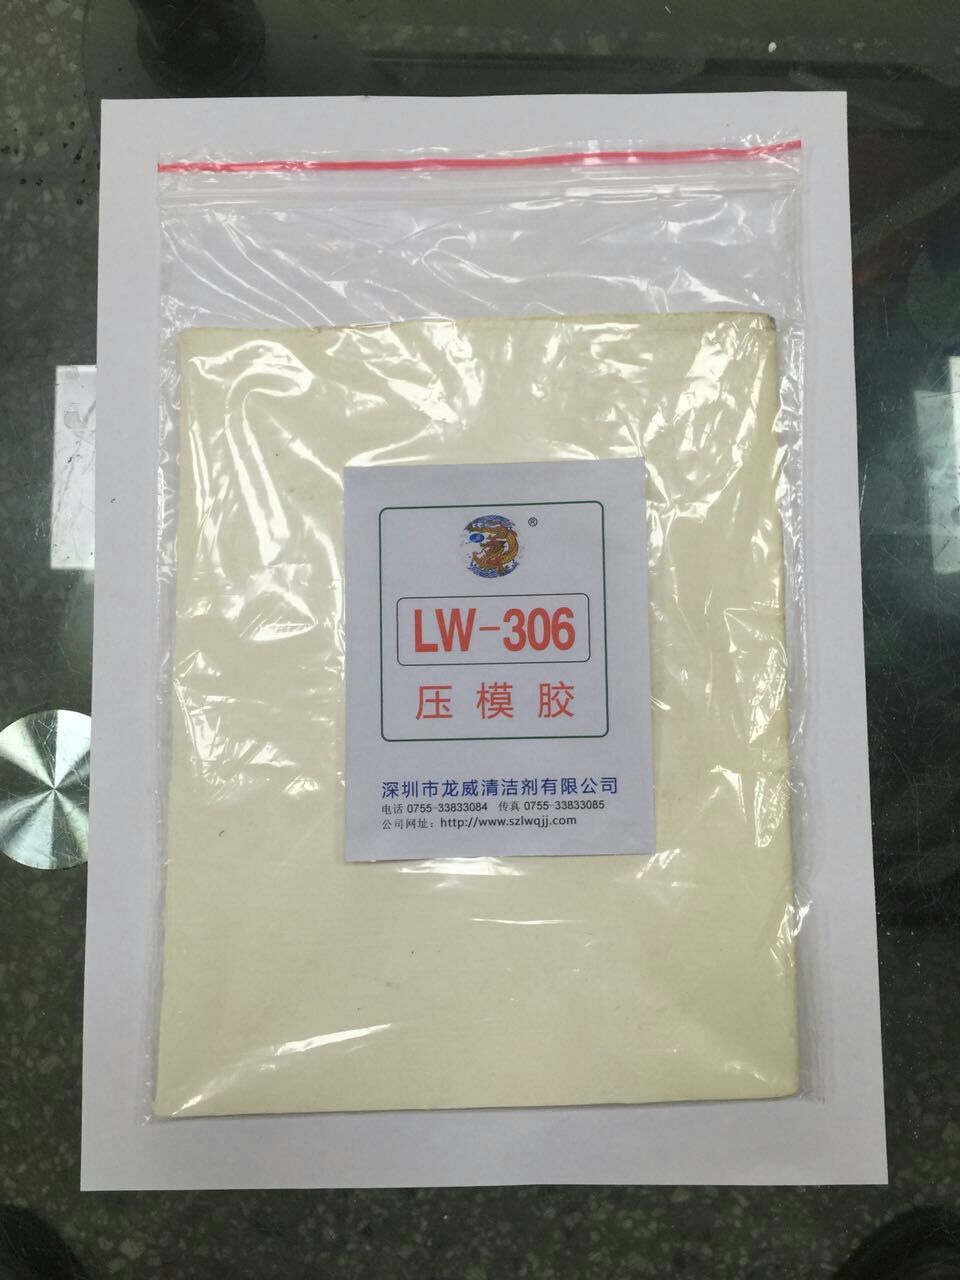 ®
LW-306
压模胶
深圳市龙威清洁剂有限公司
电话 0755-33833084 传真 0755-33833085
公司网址：http://www.szlwqjj.com